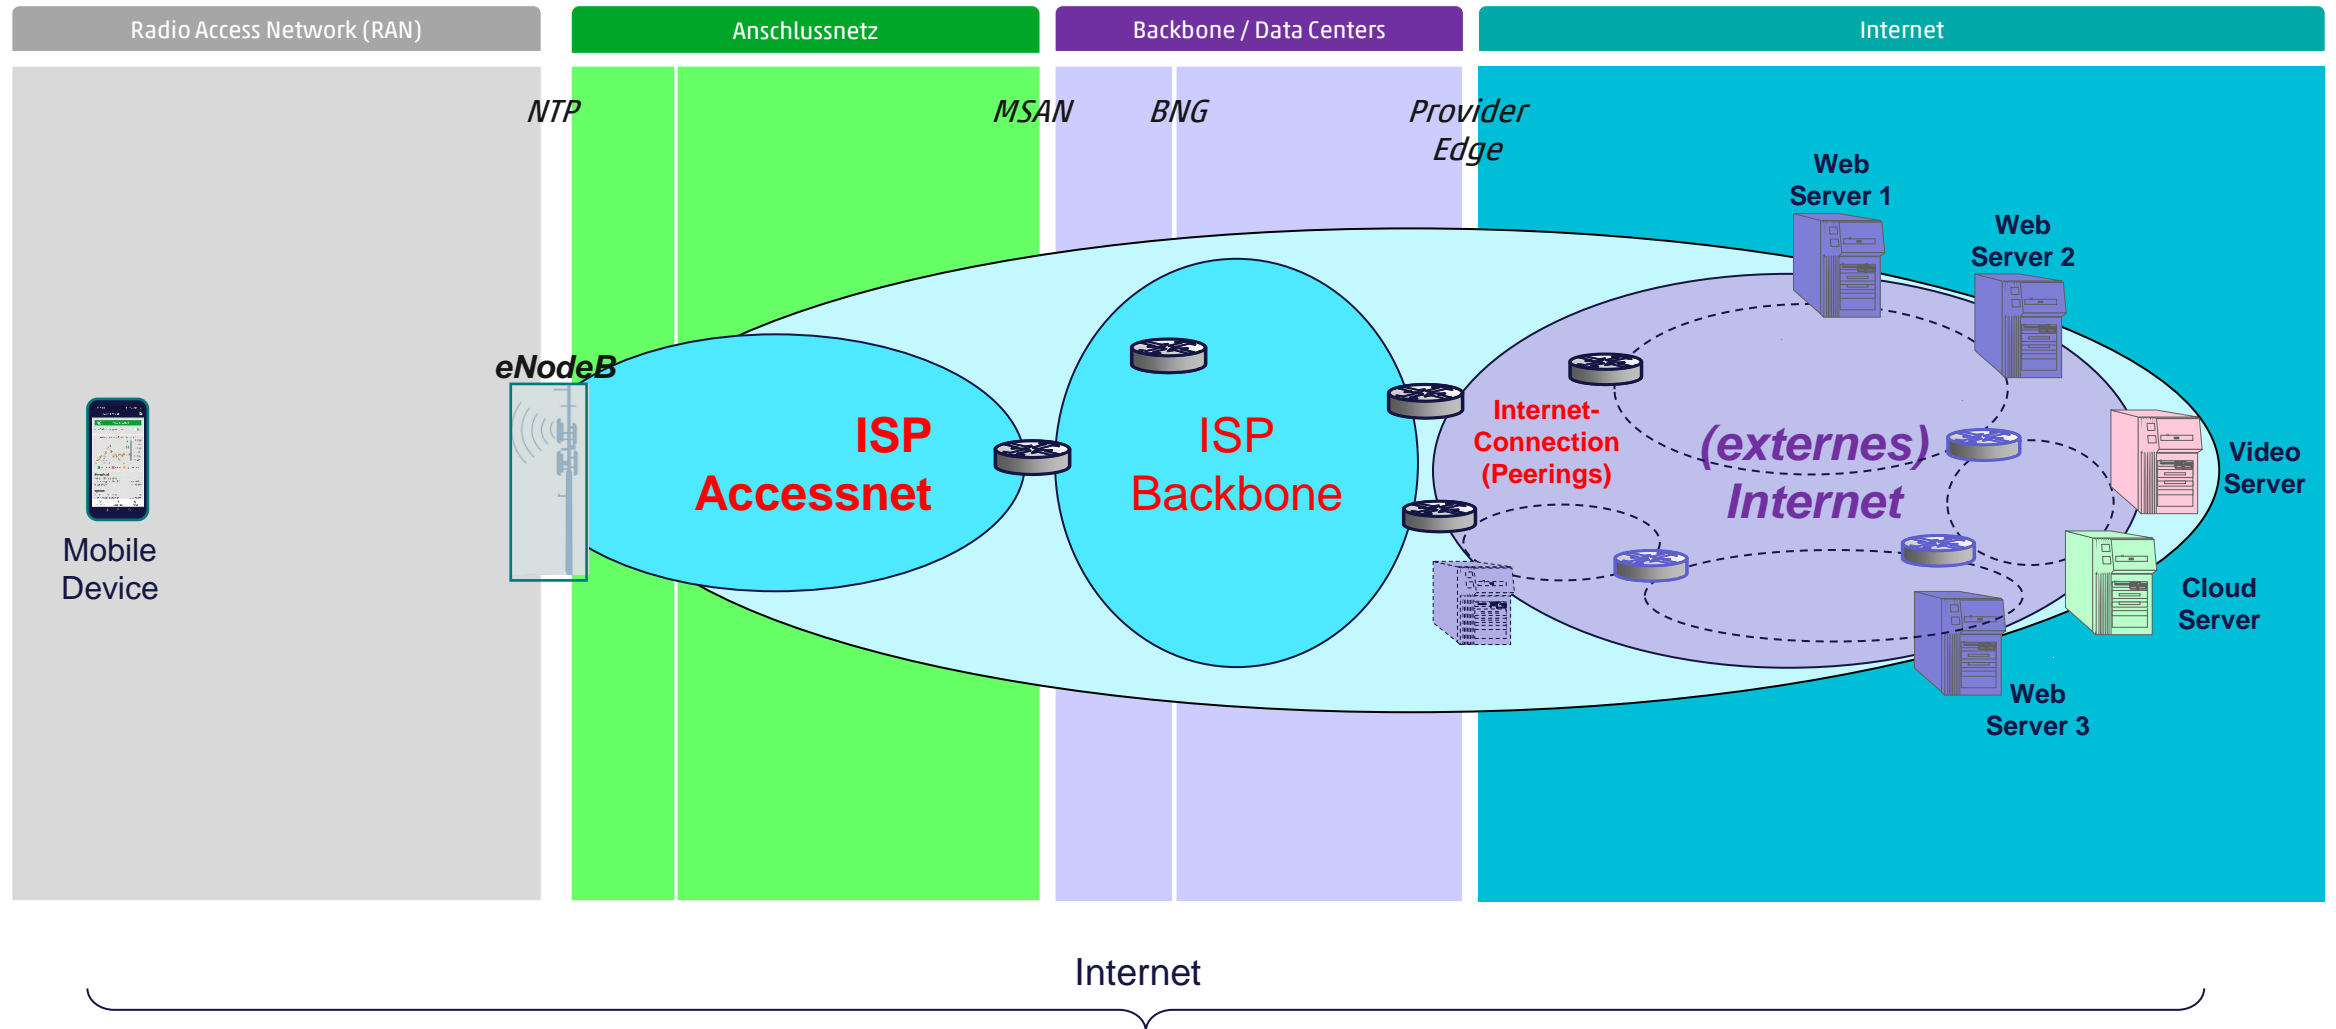 Radio Access Network (RAN)
Anschlussnetz
Backbone / Data Centers
Internet
NTP
MSAN
BNG
Provider
Edge
Web
Server 1
Web
Server 2
eNodeB
ISP
Accessnet
ISP
Backbone
Internet-
Connection
(Peerings)
(externes)
Internet
Video
Server
Mobile
Device
Cloud
Server
Web
Server 3
Internet